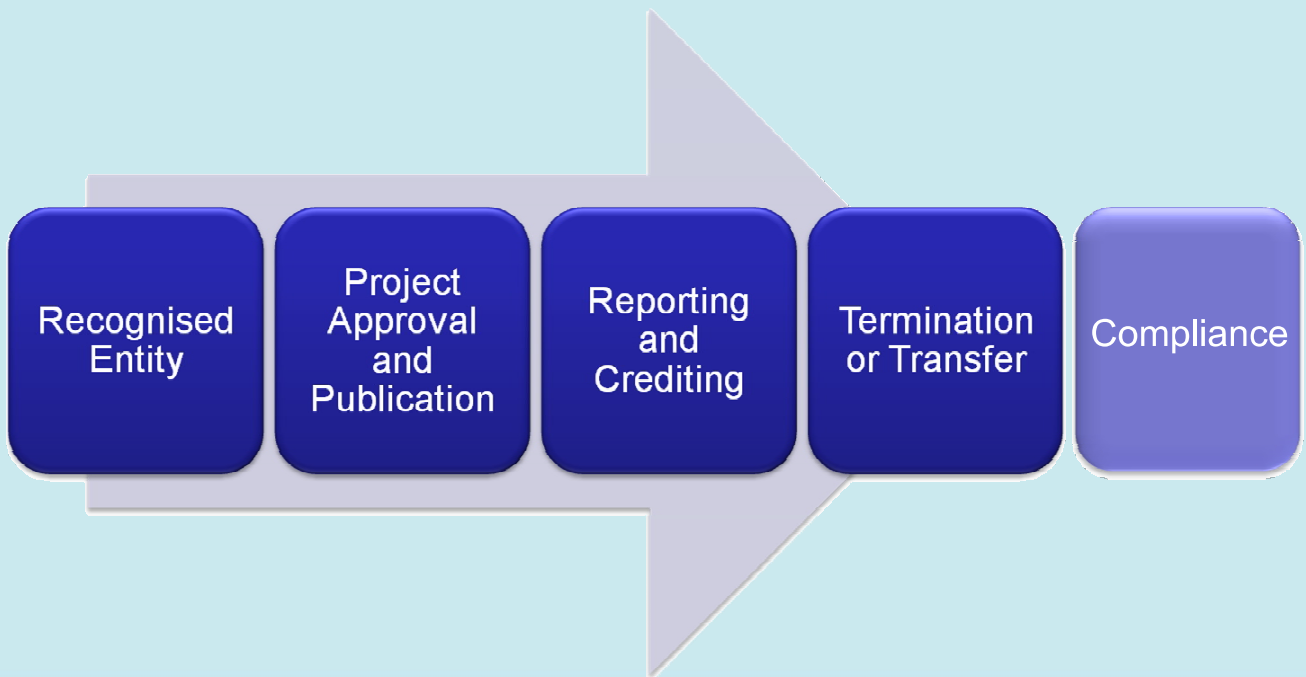 Recognised
Entity
Project
Approval
and
Publication
Reporting
and
Crediting
Termination
or Transfer
Compliance